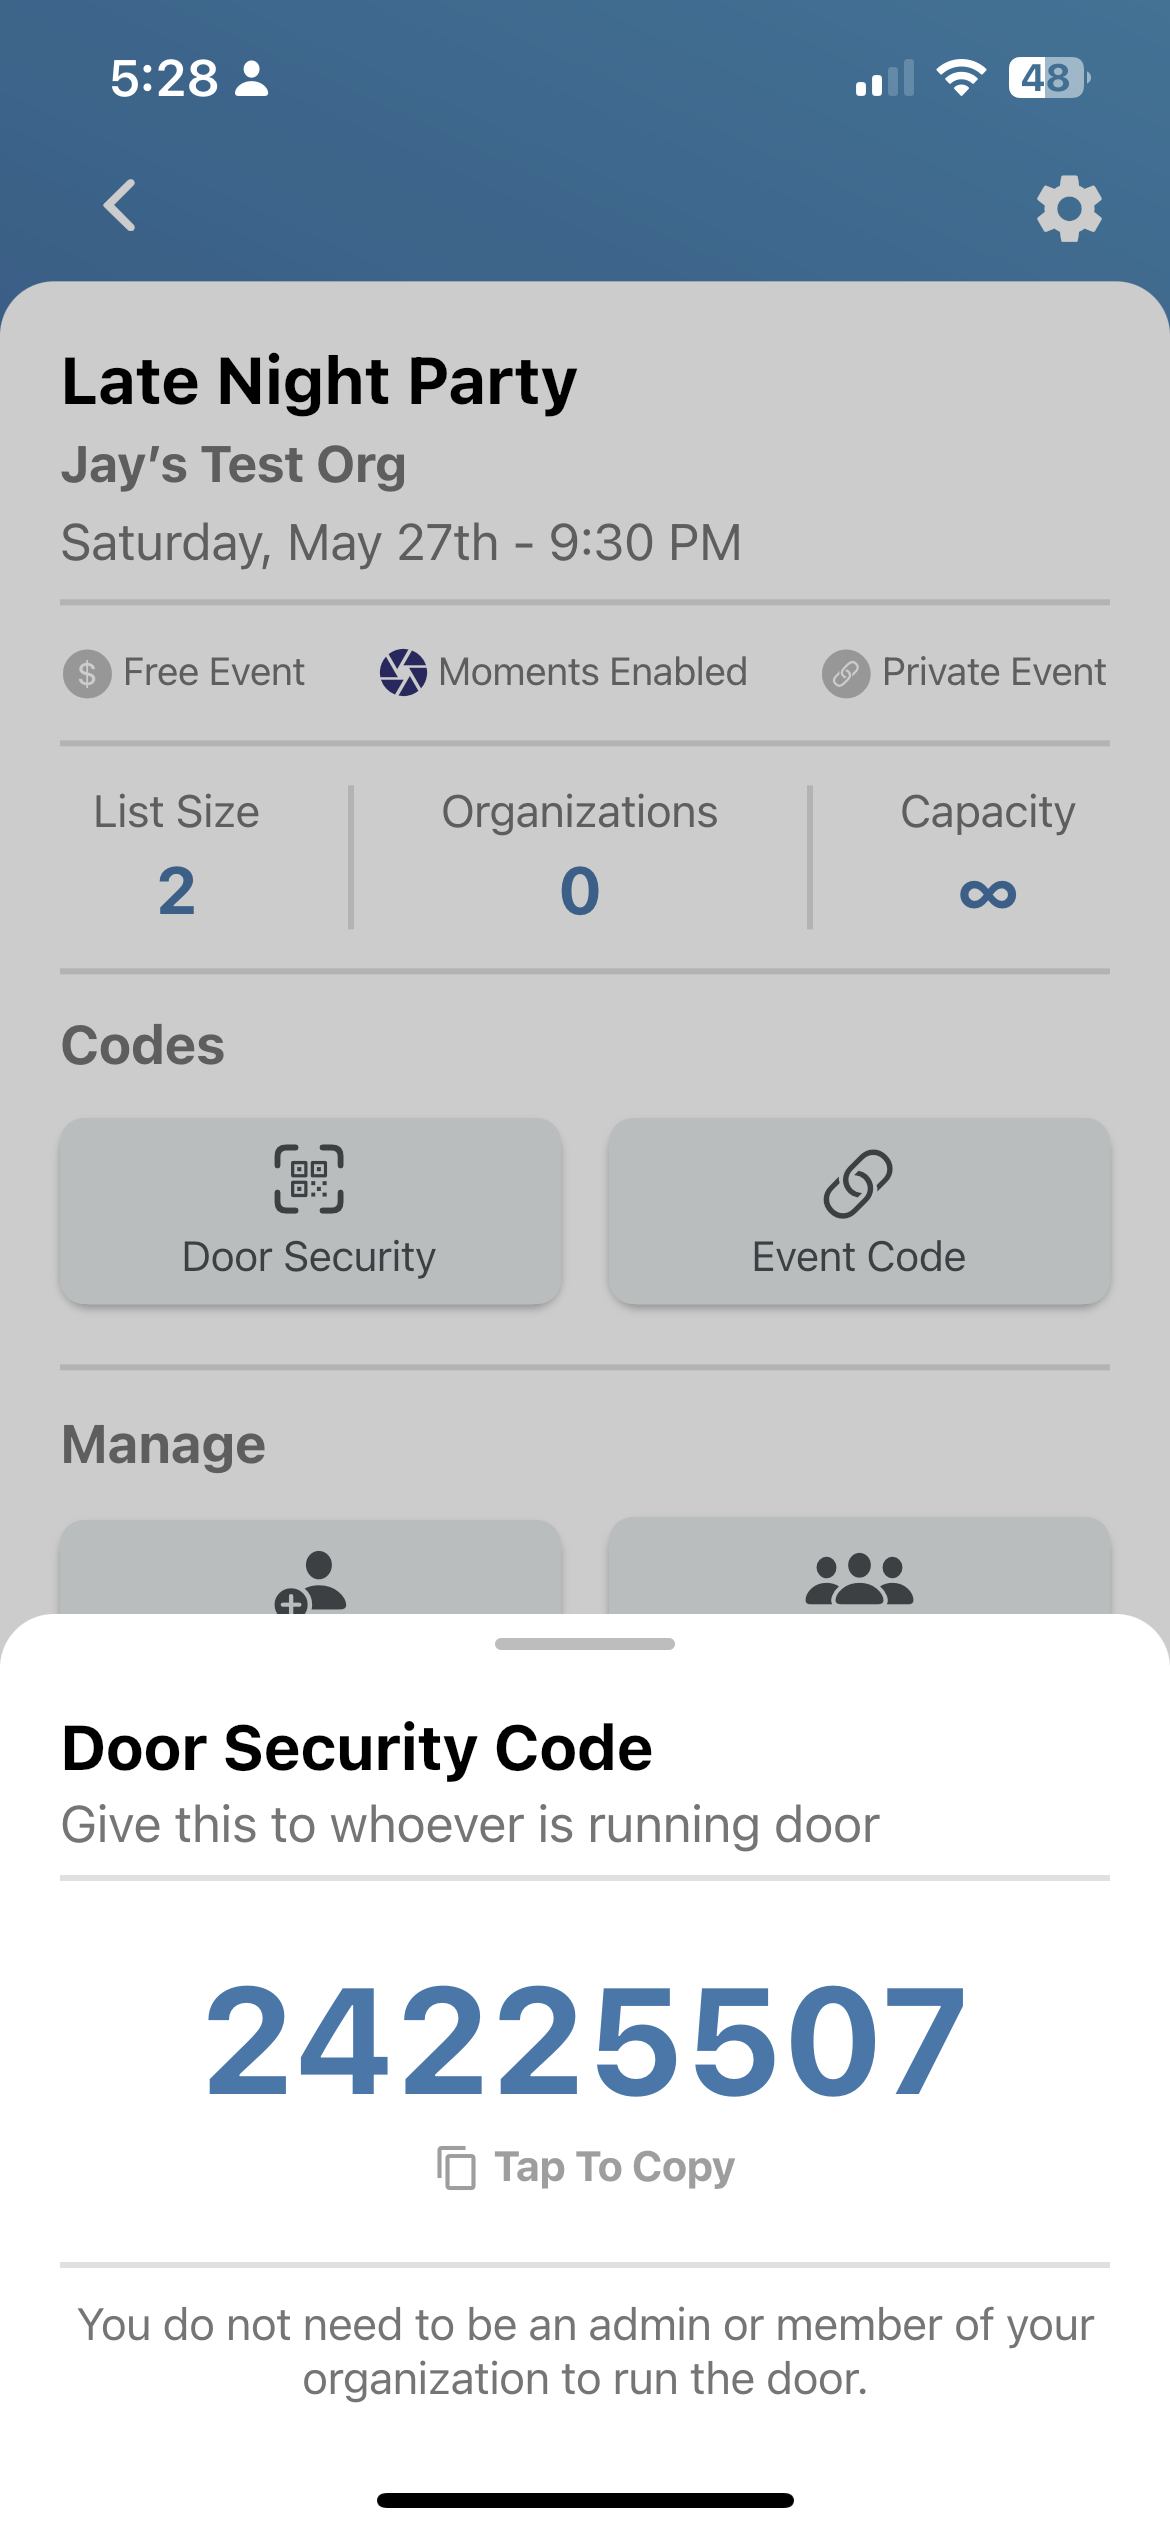 5:28
48
Late Night Party
Jay’s Test Org
Saturday, May 27th - 9:30 PM
$ Free Event Moments Enabled Private Event
List Size Organizations Capacity
2 0 ∞
Codes
Door Security Event Code
Manage
Door Security Code
Give this to whoever is running door
24225507
Tap To Copy
You do not need to be an admin or member of your
organization to run the door.